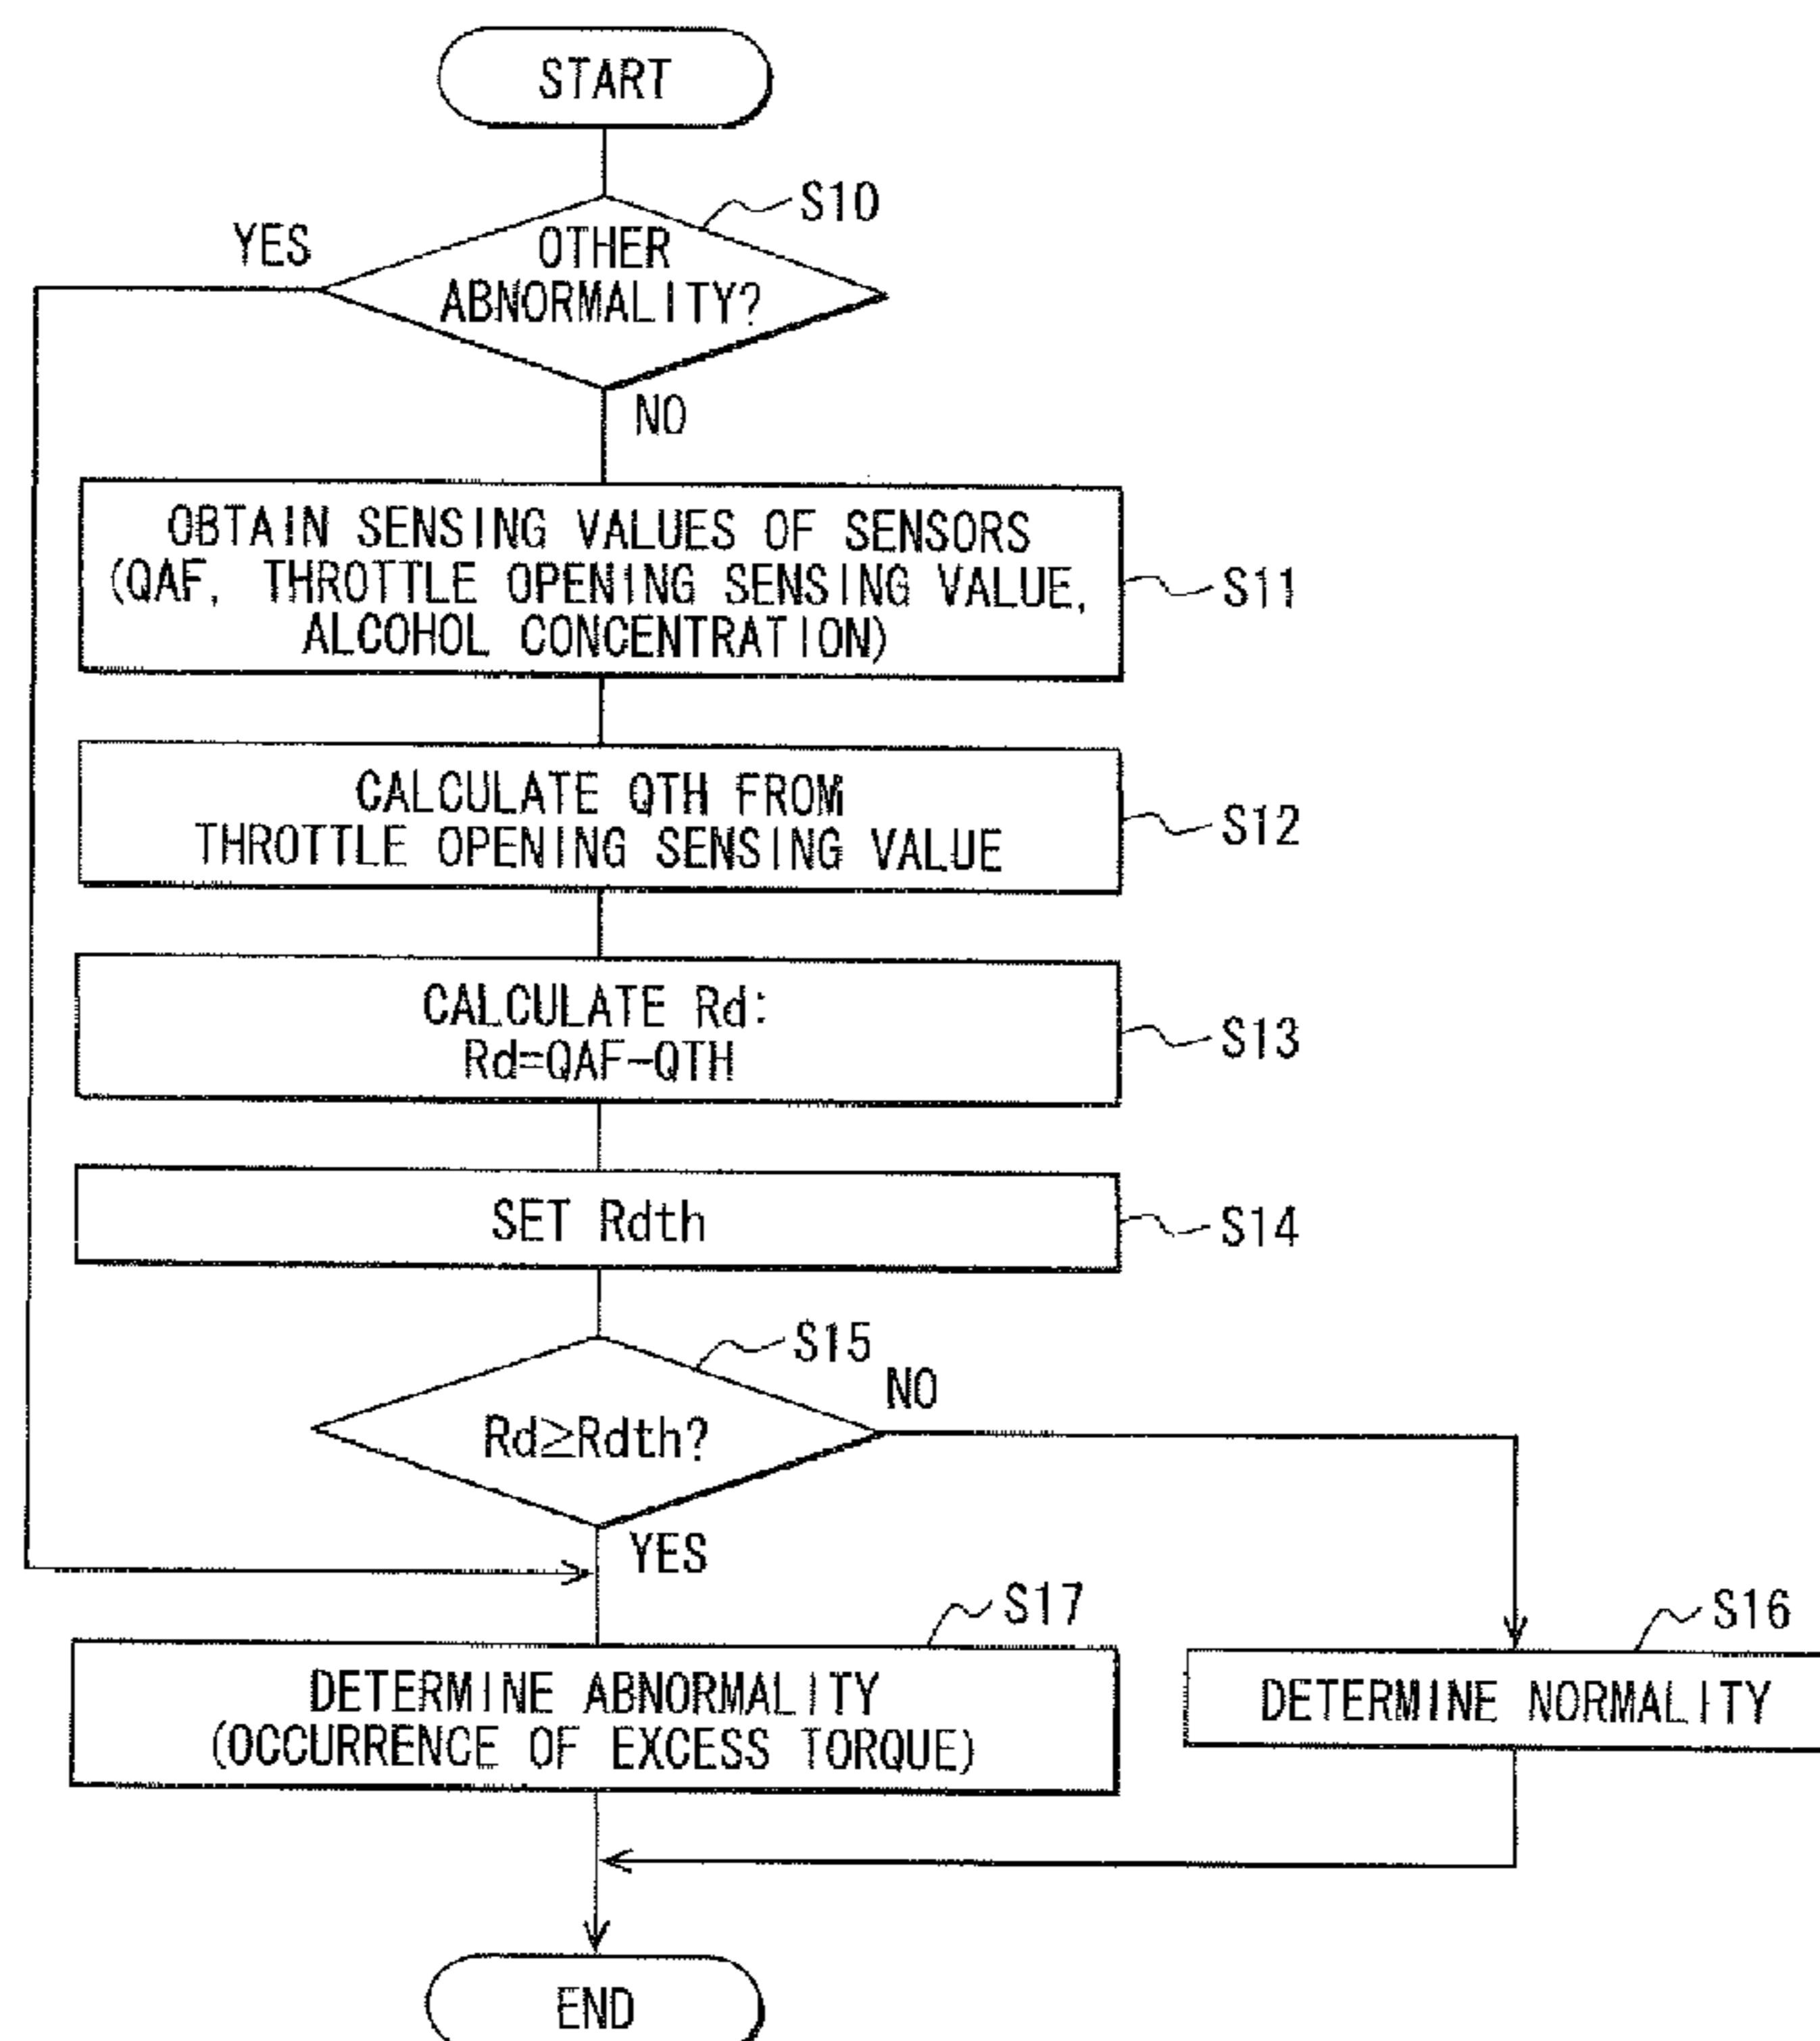 START
S10
YES
OTHER
ABNORMALITY?
NO
OBTAIN SENSING VALUES OF SENSORS
(QAF, THROTTLE OPENING SENSING VALUE,
ALCOHOL CONCENTRATION)
S11
CALCULATE QTH FROM
THROTTLE OPENING SENSING VALUE
S12
CALCULATE Rd:
Rd=QAF-QTH
S13
SET Rdth
S14
S15
NO
Rd≥Rdth?
YES
S17
S16
DETERMINE ABNORMALITY
(OCCURRENCE OF EXCESS TORQUE)
DETERMINE NORMALITY
END